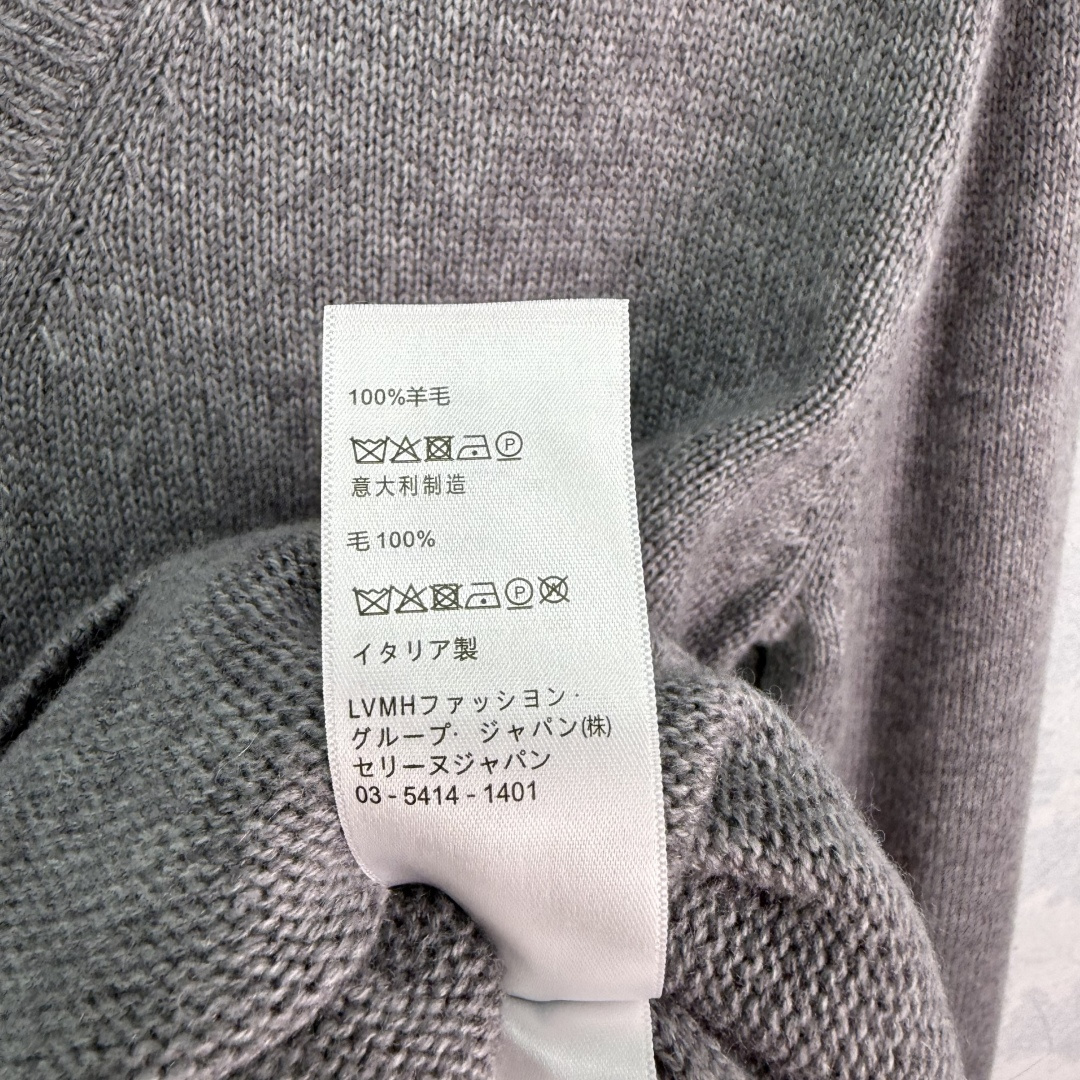 100%羊毛
P
意大利制造
毛 100%
P W
イタリア製
LVMHファッション・
グループ・ ジャパン(株)
セリーヌジャパン
03 - 5414 - 1401